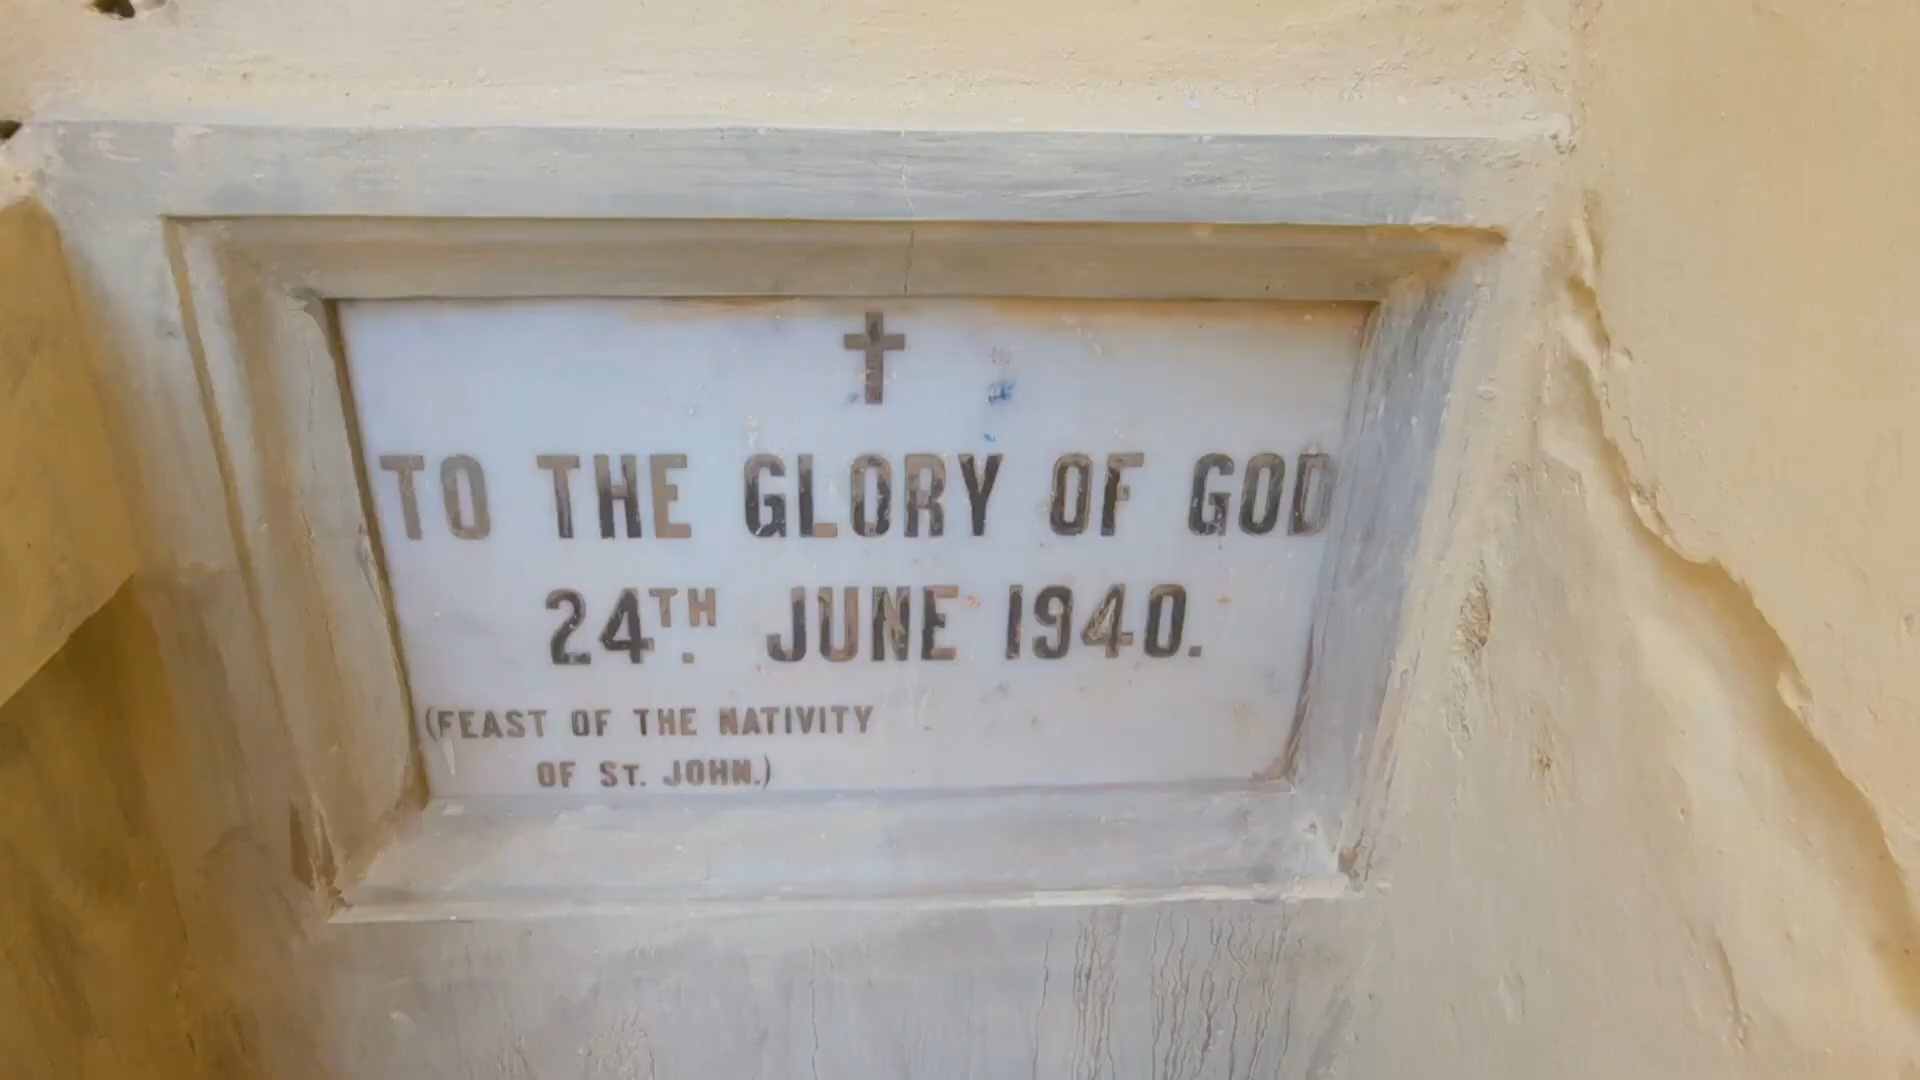 TO THE GLORY OF GOD
24TH. JUNE 1940.
(FEAST OF THE NATIVITY
OF ST. JOHN.)